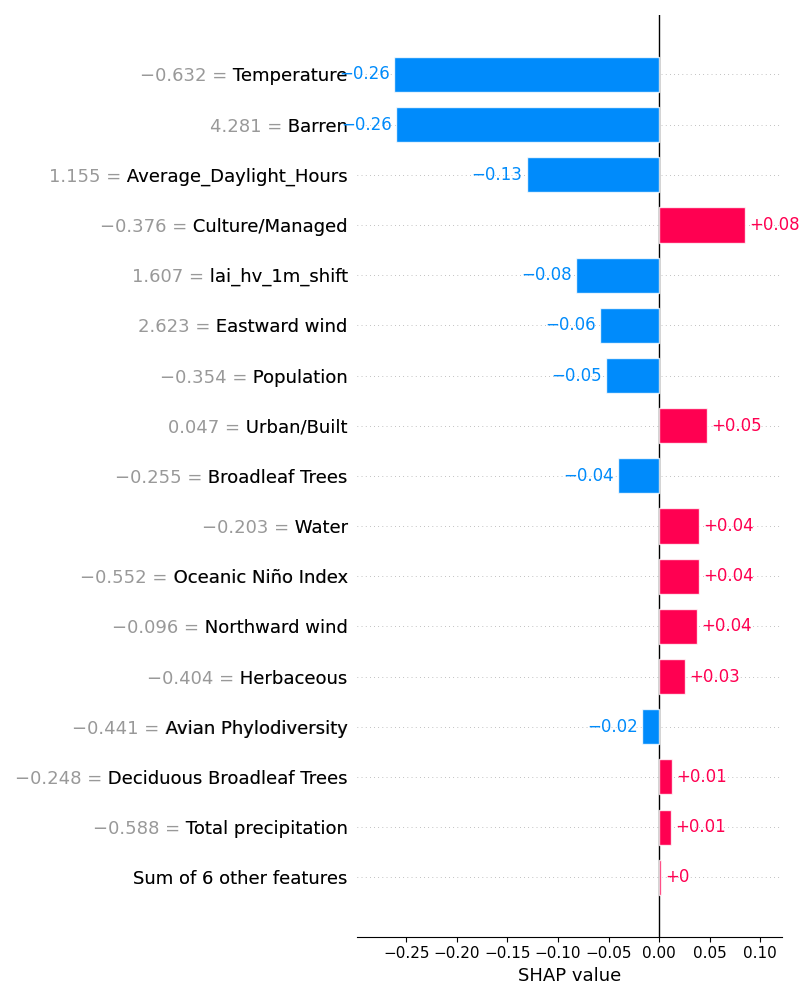 −0.632 = Temperature −0.26
4.281 = Barren −0.26
1.155 = Average_Daylight_Hours −0.13
−0.376 = Culture/Managed +0.08
1.607 = lai_hv_1m_shift −0.08
2.623 = Eastward wind −0.06
−0.354 = Population −0.05
0.047 = Urban/Built +0.05
−0.255 = Broadleaf Trees −0.04
−0.203 = Water +0.04
−0.552 = Oceanic Niño Index +0.04
−0.096 = Northward wind +0.04
−0.404 = Herbaceous +0.03
−0.441 = Avian Phylodiversity −0.02
−0.248 = Deciduous Broadleaf Trees +0.01
−0.588 = Total precipitation +0.01
Sum of 6 other features +0
−0.25 −0.20 −0.15 −0.10 −0.05 0.00 0.05 0.10
SHAP value